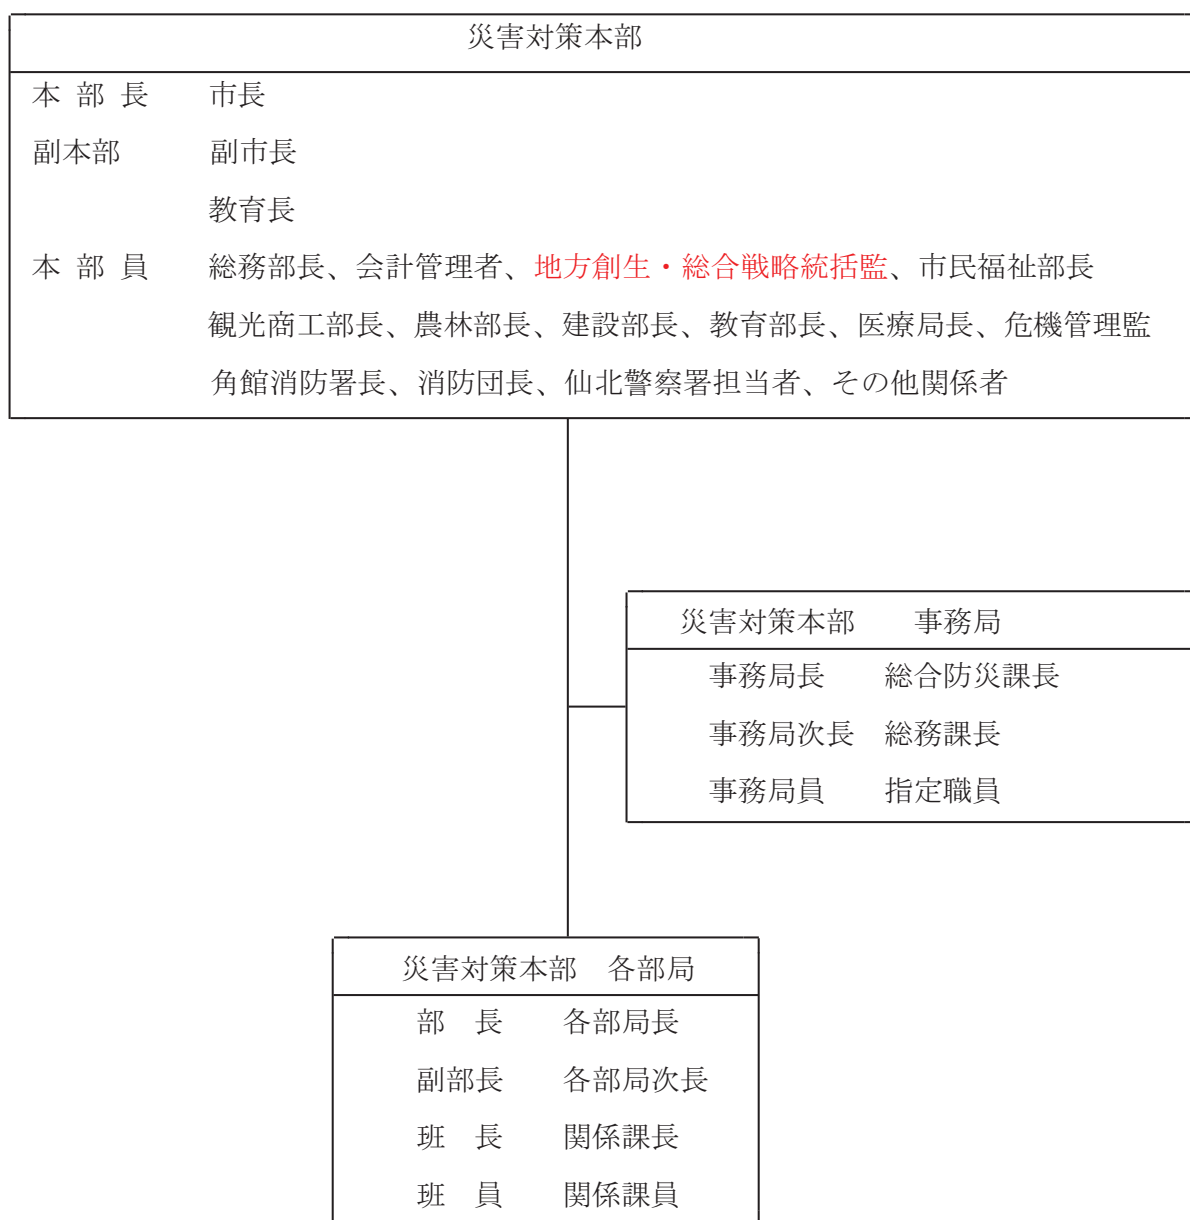 災害対策本部
本 部 長　市長
副本部　副市長
教育長
本 部 員　総務部長、会計管理者、地方創生・総合戦略統括監、市民福祉部長
観光商工部長、農林部長、建設部長、教育部長、医療局長、危機管理監
角館消防署長、消防団長、仙北警察署担当者、その他関係者
災害対策本部　事務局
事務局長　総合防災課長
事務局次長　総務課長
事務局員　指定職員
災害対策本部　各部局
部　長　各部局長
副部長　各部局次長
班　長　関係課長
班　員　関係課員